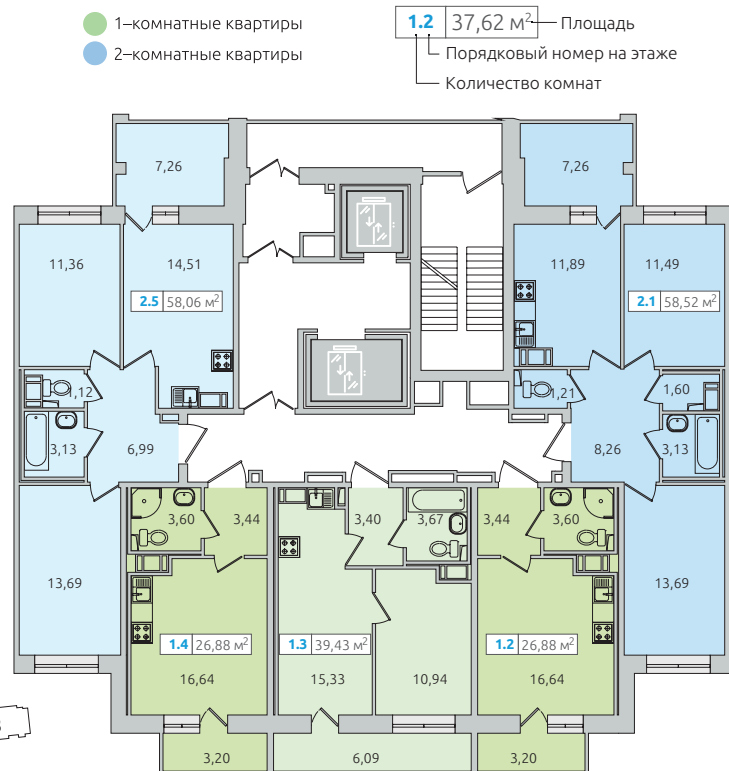 1–комнатные квартиры
2–комнатные квартиры
1.2 37,62 м² Площадь
Порядковый номер на этаже
Количество комнат
7,26
7,26
11,36
14,51
11,89
11,49
2.5 58,06 м²
2.1 58,52 м²
1,12
1,21
1,60
3,13
6,99
8,26
3,13
3,60
3,44
3,40
3,67
3,44
3,60
13,69
13,69
1.4 26,88 м²
1.3 39,43 м²
1.2 26,88 м²
16,64
15,33
10,94
16,64
3,20
6,09
3,20